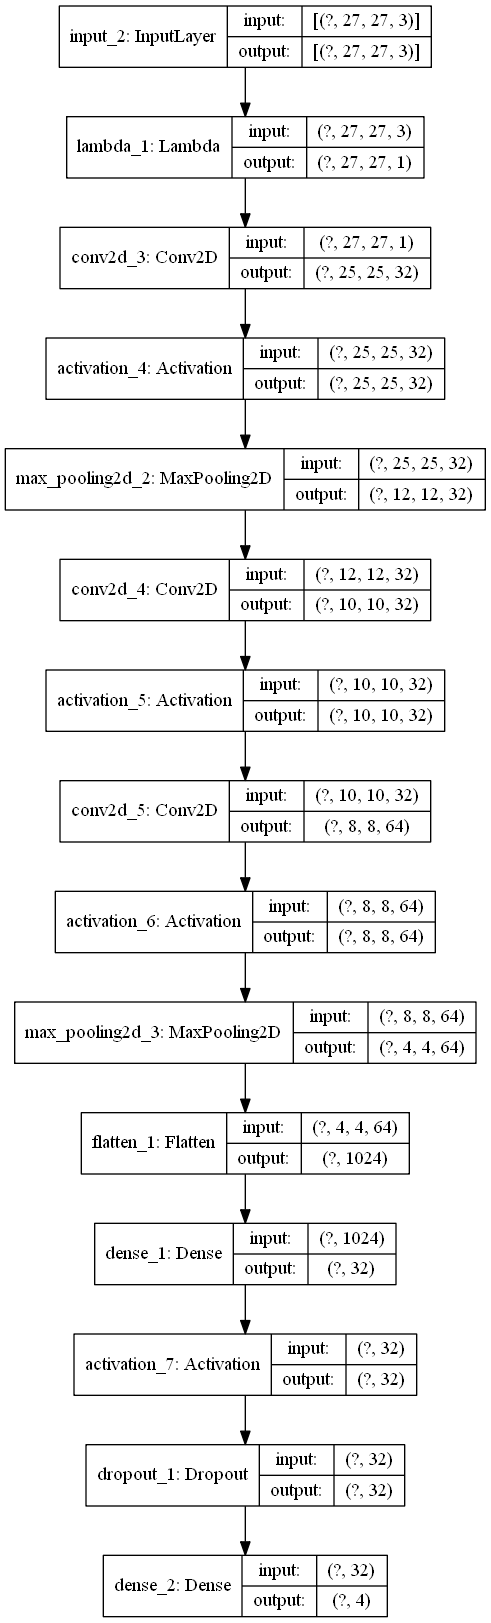 input_2: InputLayer
input: [(?, 27, 27, 3)]
output: [(?, 27, 27, 3)]
lambda_1: Lambda
input: (?, 27, 27, 3)
output: (?, 27, 27, 1)
conv2d_3: Conv2D
input: (?, 27, 27, 1)
output: (?, 25, 25, 32)
activation_4: Activation
input: (?, 25, 25, 32)
output: (?, 25, 25, 32)
max_pooling2d_2: MaxPooling2D
input: (?, 25, 25, 32)
output: (?, 12, 12, 32)
conv2d_4: Conv2D
input: (?, 12, 12, 32)
output: (?, 10, 10, 32)
activation_5: Activation
input: (?, 10, 10, 32)
output: (?, 10, 10, 32)
conv2d_5: Conv2D
input: (?, 10, 10, 32)
output: (?, 8, 8, 64)
activation_6: Activation
input: (?, 8, 8, 64)
output: (?, 8, 8, 64)
max_pooling2d_3: MaxPooling2D
input: (?, 8, 8, 64)
output: (?, 4, 4, 64)
flatten_1: Flatten
input: (?, 4, 4, 64)
output: (?, 1024)
dense_1: Dense
input: (?, 1024)
output: (?, 32)
activation_7: Activation
input: (?, 32)
output: (?, 32)
dropout_1: Dropout
input: (?, 32)
output: (?, 32)
dense_2: Dense
input: (?, 32)
output: (?, 4)